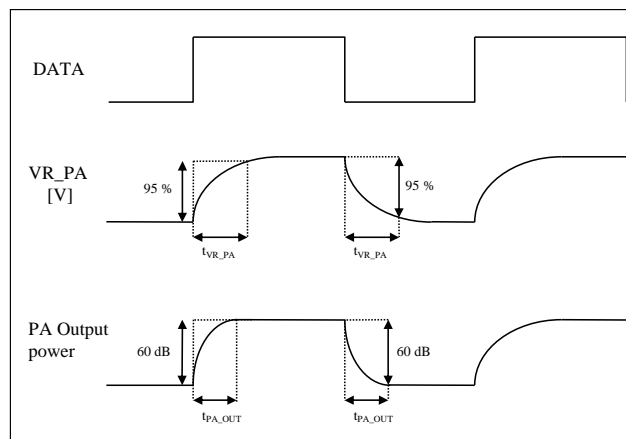 DATA
VR_PA
[V]
95 %
95 %
tVR_PA
tVR_PA
PA Output
power
60 dB
60 dB
tPA_OUT
tPA_OUT